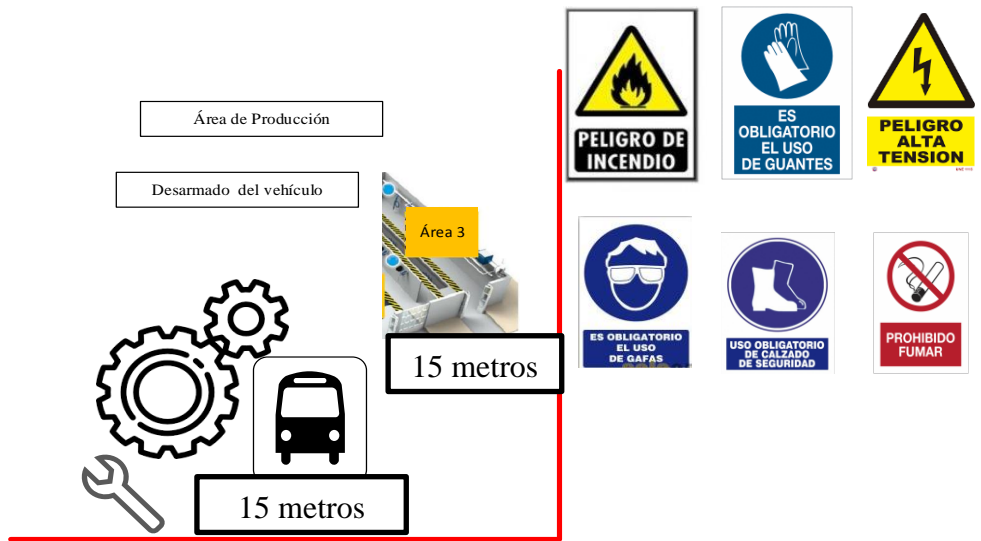 Área de Producción
Desarmado del vehículo
Área 3
15 metros
15 metros
PELIGRO DE
INCENDIO
ES
OBLIGATORIO
EL USO
DE GUANTES
PELIGRO
ALTA
TENSION
ES OBLIGATORIO
EL USO
DE GAFAS
USO OBLIGATORIO
DE CALZADO
DE SEGURIDAD
PROHIBIDO
FUMAR